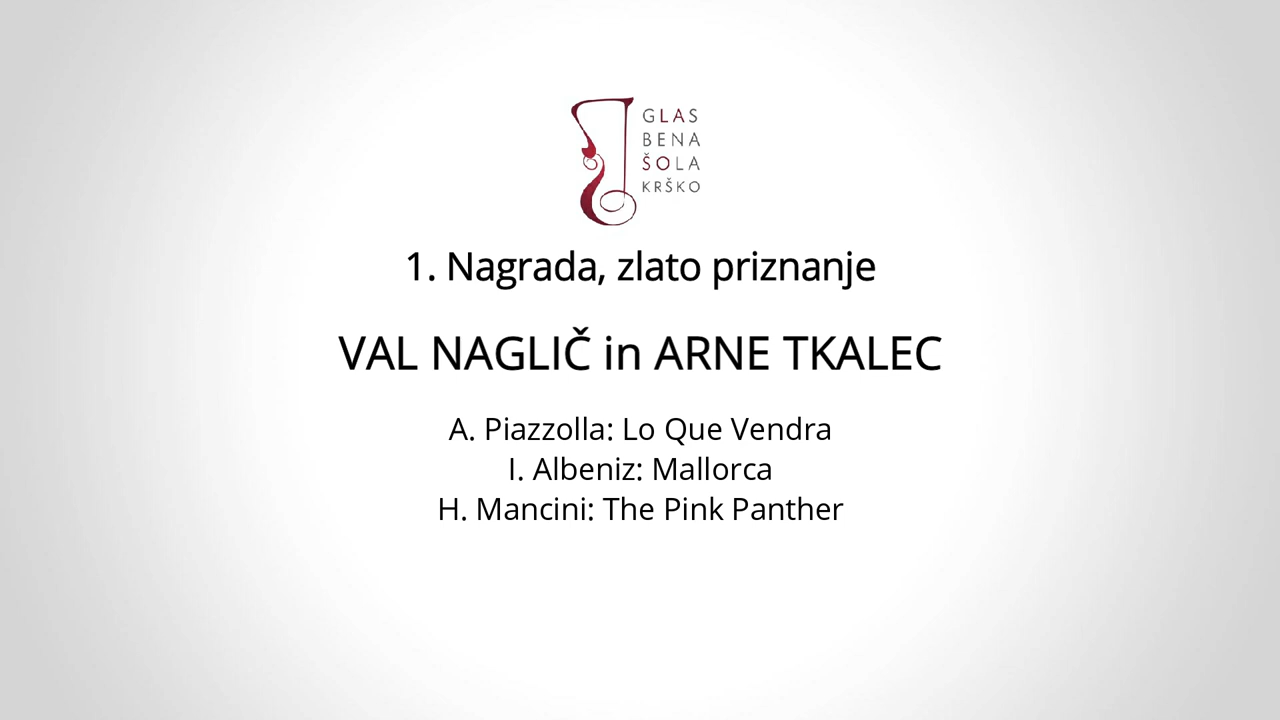 GLAS
BENA
ŠOLA
KRŠKO
1. Nagrada, zlato priznanje
VAL NAGLIČ in ARNE TKALEC
A. Piazzolla: Lo Que Vendra
I. Albeniz: Mallorca
H. Mancini: The Pink Panther